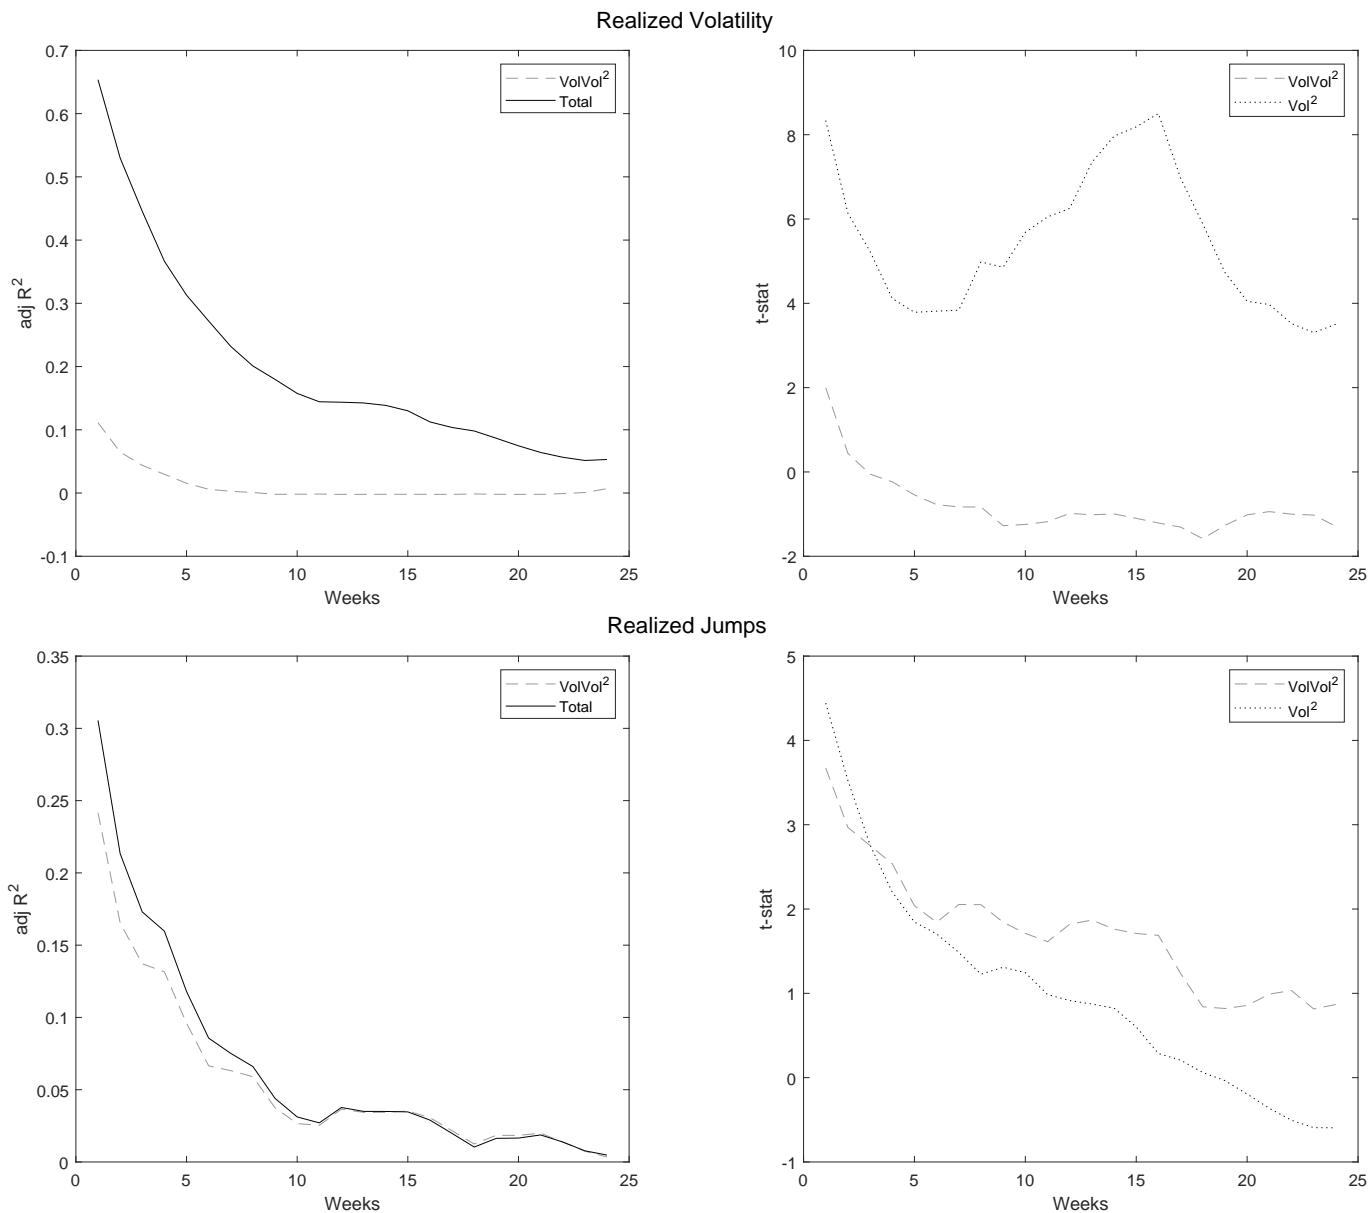 Realized Volatility
0.7
0.6
0.5
0.4
0.3
0.2
0.1
0
-0.1
adj R²
0 5 10 15 20 25
Weeks
VolVol²
Total
10
8
6
4
2
0
-2
t-stat
0 5 10 15 20 25
Weeks
VolVol²
Vol²
Realized Jumps
0.35
0.3
0.25
0.2
0.15
0.1
0.05
0
adj R²
0 5 10 15 20 25
Weeks
VolVol²
Total
5
4
3
2
1
0
-1
t-stat
0 5 10 15 20 25
Weeks
VolVol²
Vol²